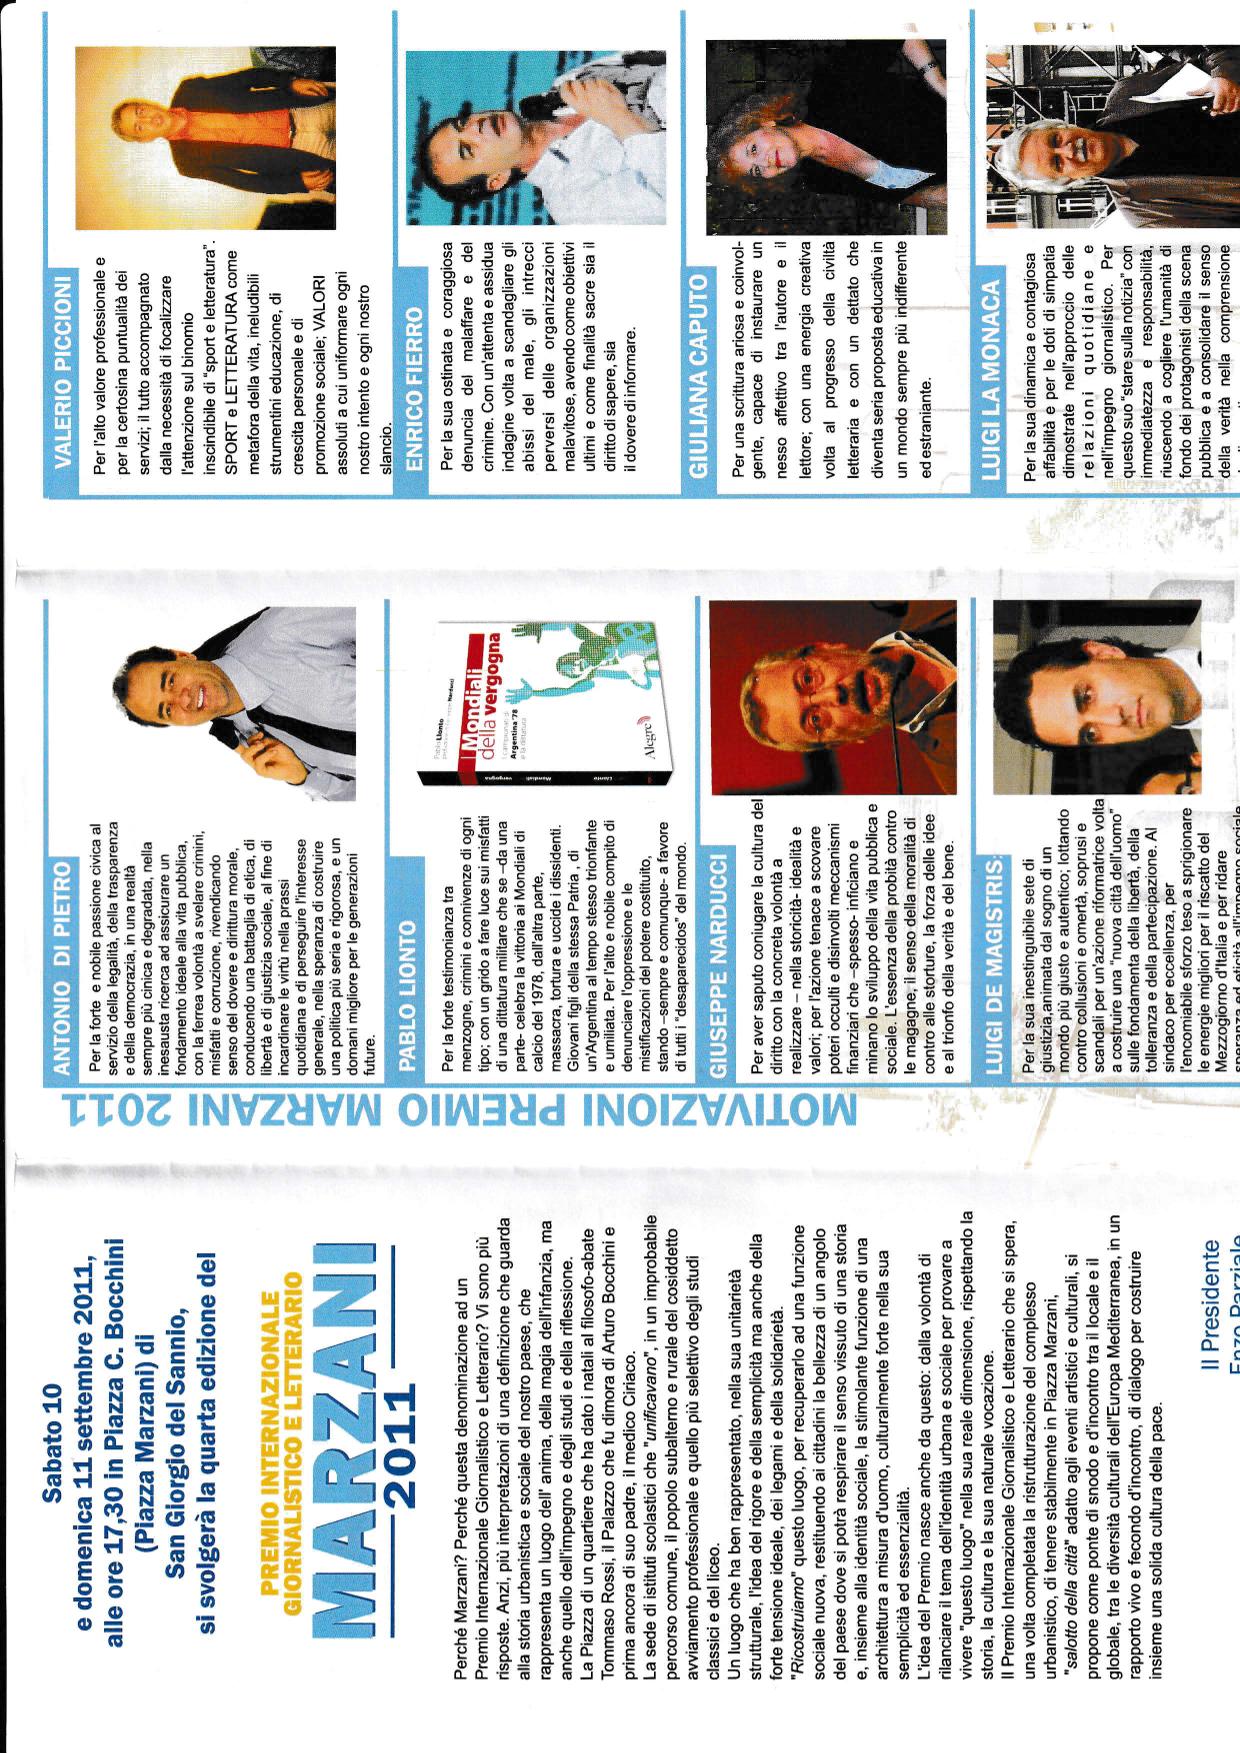 Sabato 10
e domenica 11 settembre 2011,
alle ore 17,30 in Piazza C. Bocchini
(Piazza Marzani) di
San Giorgio del Sannio,
si svolgerà la quarta edizione del
PREMIO INTERNAZIONALE
GIORNALISTICO E LETTERARIO
MARZANI
2011
Perché Marzani? Perché questa denominazione ad un
Premio Internazionale Giornalistico e Letterario? Vi sono più
risposte. Anzi, più interpretazioni di una definizione che guarda
alla storia urbanistica e sociale del nostro paese, che
rappresenta un luogo dell' anima, della magia dell'infanzia, ma
anche quello dell'impegno e degli studi e della riflessione.
La Piazza di un quartiere che ha dato i natali al filosofo-abate
Tommaso Rossi, il Palazzo che fu dimora di Arturo Bocchini e
prima ancora di suo padre, il medico Ciriaco.
La sede di istituti scolastici che "unificavano", in un improbabile
percorso comune, il popolo subalterno e rurale del cosiddetto
avviamento professionale e quello più selettivo degli studi
classici e del liceo.
Un luogo che ha ben rappresentato, nella sua unitarietà
strutturale, l'idea del rigore e della semplicità ma anche della
forte tensione ideale, dei legami e della solidarietà.
"Ricostruiamo" questo luogo, per recuperarlo ad una funzione
sociale nuova, restituendo ai cittadini la bellezza di un angolo
del paese dove si potrà respirare il senso vissuto di una storia
e, insieme alla identità sociale, la stimolante funzione di una
architettura a misura d'uomo, culturalmente forte nella sua
semplicità ed essenzialità.
L'idea del Premio nasce anche da questo: dalla volontà di
rilanciare il tema dell'identità urbana e sociale per provare a
vivere "questo luogo" nella sua reale dimensione, rispettando la
storia, la cultura e la sua naturale vocazione.
Il Premio Internazionale Giornalistico e Letterario che si spera,
una volta completata la ristrutturazione del complesso
urbanistico, di tenere stabilmente in Piazza Marzani,
"salotto della città" adatto agli eventi artistici e culturali, si
propone come ponte di snodo e d'incontro tra il locale e il
globale, tra le diversità culturali dell'Europa Mediterranea, in un
rapporto vivo e fecondo d'incontro, di dialogo per costruire
insieme una solida cultura della pace.
Il Presidente
Enzo Parziale
MOTIVAZIONI PREMIO MARZANI 2011
ANTONIO DI PIETRO
Per la forte e nobile passione civica al
servizio della legalità, della trasparenza
e della democrazia, in una realtà
sempre più cinica e degradata, nella
inesausta ricerca ad assicurare un
fondamento ideale alla vita pubblica,
con la ferrea volontà a svelare crimini,
misfatti e corruzione, rivendicando
senso del dovere e dirittura morale,
conducendo una battaglia di etica, di
libertà e di giustizia sociale, al fine di
incardinare le virtù nella prassi
quotidiana e di perseguire l'interesse
generale, nella speranza di costruire
una politica più seria e rigorosa, e un
domani migliore per le generazioni
future.
PABLO LIONTO
Per la forte testimonianza tra
menzogne, crimini e connivenze di ogni
tipo; con un grido a fare luce sui misfatti
di una dittatura militare che se –da una
parte- celebra la vittoria ai Mondiali di
calcio del 1978, dall'altra parte,
massacra, tortura e uccide i dissidenti.
Giovani figli della stessa Patria , di
un'Argentina al tempo stesso trionfante
e umiliata. Per l'alto e nobile compito di
denunciare l'oppressione e le
mistificazioni del potere costituito,
stando –sempre e comunque- a favore
di tutti i "desaparecidos" del mondo.
Pablo Llonto
Narducci
I Mondiali
della vergogna
I campionati di
Argentina '78
e la dittatura
Alegre
GIUSEPPE NARDUCCI
Per aver saputo coniugare la cultura del
diritto con la concreta volontà a
realizzare – nella storicità- idealità e
valori; per l'azione tenace a scovare
poteri occulti e disinvolti meccanismi
finanziari che –spesso- inficiano e
minano lo sviluppo della vita pubblica e
sociale. L'essenza della probità contro
le magagne, il senso della moralità di
contro alle storture, la forza delle idee
e al trionfo della verità e del bene.
LUIGI DE MAGISTRIS:
Per la sua inestinguibile sete di
giustizia,animata dal sogno di un
mondo più giusto e autentico; lottando
contro collusioni e omertà, soprusi e
scandali per un'azione riformatrice volta
a costruire una "nuova città dell'uomo"
sulle fondamenta della libertà, della
tolleranza e della partecipazione. Al
sindaco per eccellenza, per
l'encomiabile sforzo teso a sprigionare
le energie migliori per il riscatto del
Mezzogiorno d'Italia e per ridare
speranza ed eticità all'impegno sociale
VALERIO PICCIONI
Per l'alto valore professionale e
per la certosina puntualità dei
servizi; il tutto accompagnato
dalla necessità di focalizzare
l'attenzione sul binomio
inscindibile di "sport e letteratura".
SPORT e LETTERATURA come
metafora della vita, ineludibili
strumentini educazione, di
crescita personale e di
promozione sociale; VALORI
assoluti a cui uniformare ogni
nostro intento e ogni nostro
slancio.
ENRICO FIERRO
Per la sua ostinata e coraggiosa
denuncia del malaffare e del
crimine. Con un'attenta e assidua
indagine volta a scandagliare gli
abissi del male, gli intrecci
perversi delle organizzazioni
malavitose, avendo come obiettivi
ultimi e come finalità sacre sia il
diritto di sapere, sia
il dovere di informare.
GIULIANA CAPUTO
Per una scrittura ariosa e coinvol-
gente, capace di instaurare un
nesso affettivo tra l'autore e il
lettore; con una energia creativa
volta al progresso della civiltà
letteraria e con un dettato che
diventa seria proposta educativa in
un mondo sempre più indifferente
ed estraniante.
LUIGI LA MONACA
Per la sua dinamica e contagiosa
affabilità e per le doti di simpatia
dimostrate nell'approccio delle
relazioni quotidiane e
nell'impegno giornalistico. Per
questo suo "stare sulla notizia" con
immediatezza e responsabilità,
riuscendo a cogliere l'umanità di
fondo dei protagonisti della scena
pubblica e a consolidare il senso
della verità nella comprensione